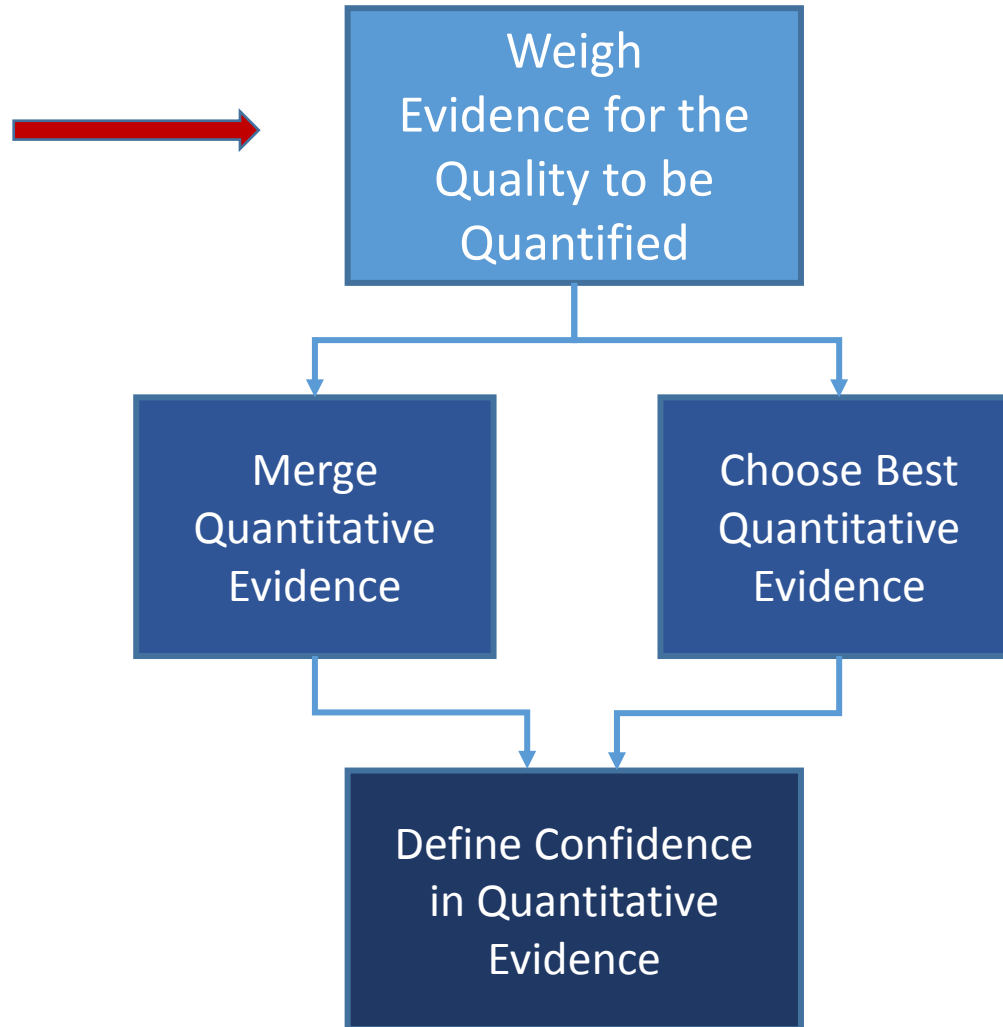 Weigh
Evidence for the
Quality to be
Quantified
Merge
Quantitative
Evidence
Choose Best
Quantitative
Evidence
Define Confidence
in Quantitative
Evidence